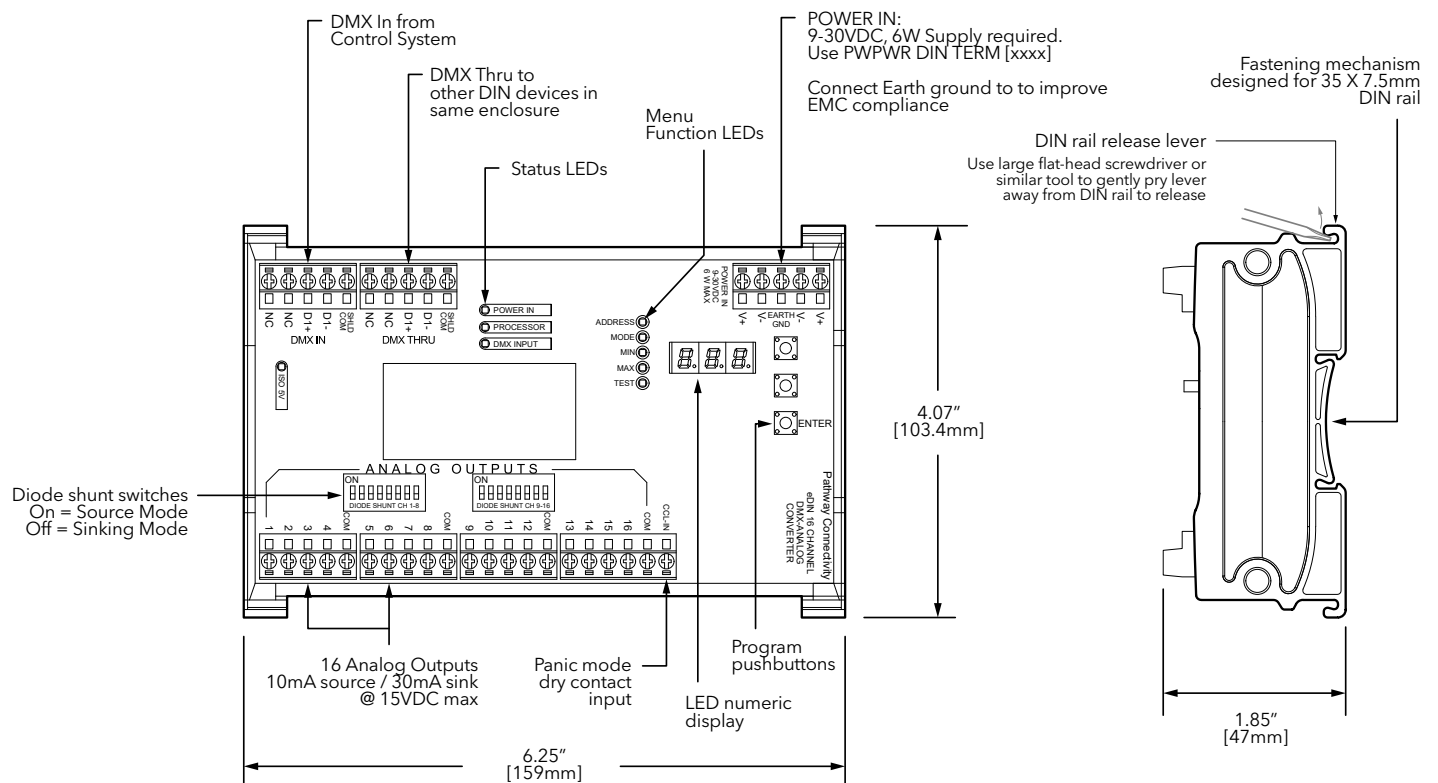 DMX In from
Control System
DMX Thru to
other DIN devices in
same enclosure
Status LEDs
Menu
Function LEDs
POWER IN:
9-30VDC, 6W Supply required.
Use PWPWR DIN TERM [xxxx]
Connect Earth ground to to improve
EMC compliance
Fastening mechanism
designed for 35 X 7.5mm
DIN rail
DIN rail release lever
Use large flat-head screwdriver or
similar tool to gently pry lever
away from DIN rail to release
NC
NC
D1+
D1-
SHLD
COM
DMX IN
NC
NC
D1+
D1-
SHLD
COM
DMX THRU
POWER IN
PROCESSOR
DMX INPUT
ISO 5V
ADDRESS
MODE
MIN
MAX
TEST
8.8.8.
POWER IN
9-30VDC
6 W MAX
V+
V-
EARTH
GND
V-
V+
ENTER
4.07"
[103.4mm]
ANALOG OUTPUTS
ON
DIODE SHUNT CH 1-8
ON
DIODE SHUNT CH 9-16
Diode shunt switches
On = Source Mode
Off = Sinking Mode
1
2
3
4
COM
5
6
7
8
COM
9
10
11
12
COM
13
14
15
16
COM
CCL-IN
Pathway Connectivity
eDIN 16 CHANNEL
DMX-ANALOG
CONVERTER
16 Analog Outputs
10mA source / 30mA sink
@ 15VDC max
Panic mode
dry contact
input
LED numeric
display
Program
pushbuttons
6.25"
[159mm]
1.85"
[47mm]